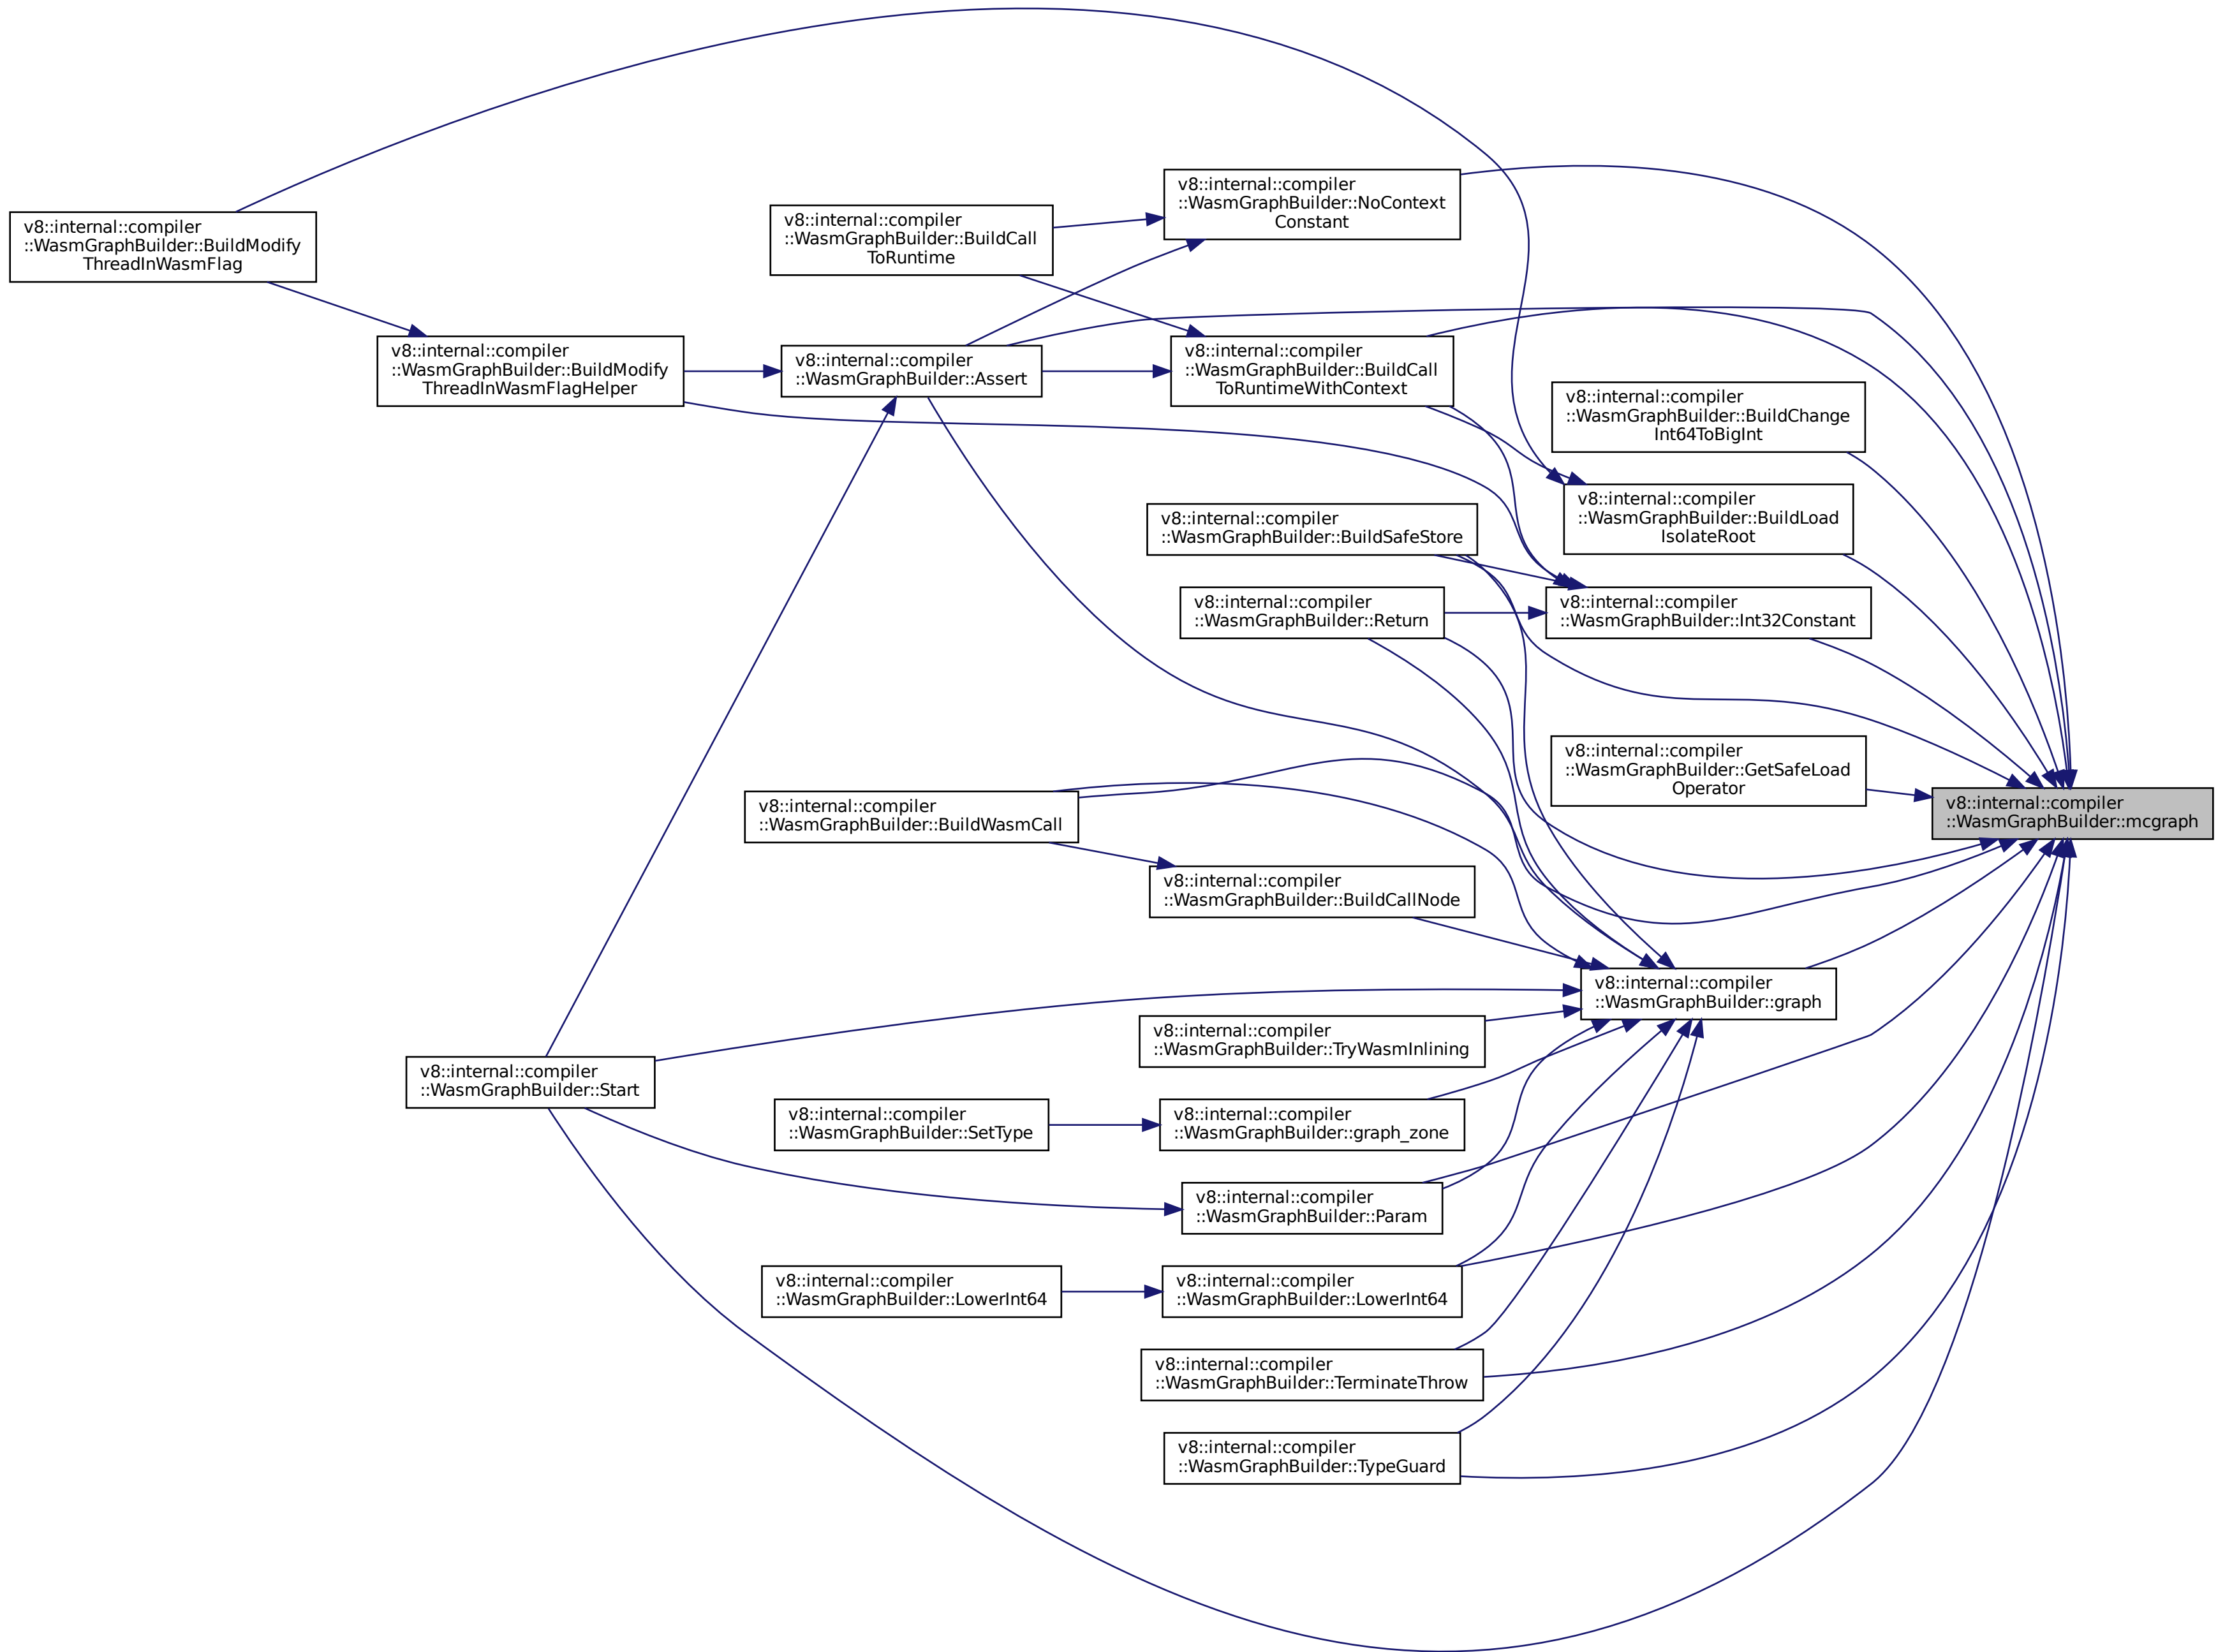 v8::internal::compiler
::WasmGraphBuilder::NoContext
Constant
v8::internal::compiler
::WasmGraphBuilder::BuildCall
ToRuntime
v8::internal::compiler
::WasmGraphBuilder::BuildModify
ThreadInWasmFlag
v8::internal::compiler
::WasmGraphBuilder::BuildModify
ThreadInWasmFlagHelper
v8::internal::compiler
::WasmGraphBuilder::Assert
v8::internal::compiler
::WasmGraphBuilder::BuildCall
ToRuntimeWithContext
v8::internal::compiler
::WasmGraphBuilder::BuildChange
Int64ToBigInt
v8::internal::compiler
::WasmGraphBuilder::BuildLoad
IsolateRoot
v8::internal::compiler
::WasmGraphBuilder::BuildSafeStore
v8::internal::compiler
::WasmGraphBuilder::Return
v8::internal::compiler
::WasmGraphBuilder::Int32Constant
v8::internal::compiler
::WasmGraphBuilder::GetSafeLoad
Operator
v8::internal::compiler
::WasmGraphBuilder::mcgraph
v8::internal::compiler
::WasmGraphBuilder::BuildWasmCall
v8::internal::compiler
::WasmGraphBuilder::BuildCallNode
v8::internal::compiler
::WasmGraphBuilder::graph
v8::internal::compiler
::WasmGraphBuilder::TryWasmInlining
v8::internal::compiler
::WasmGraphBuilder::Start
v8::internal::compiler
::WasmGraphBuilder::SetType
v8::internal::compiler
::WasmGraphBuilder::graph_zone
v8::internal::compiler
::WasmGraphBuilder::Param
v8::internal::compiler
::WasmGraphBuilder::LowerInt64
v8::internal::compiler
::WasmGraphBuilder::LowerInt64
v8::internal::compiler
::WasmGraphBuilder::TerminateThrow
v8::internal::compiler
::WasmGraphBuilder::TypeGuard